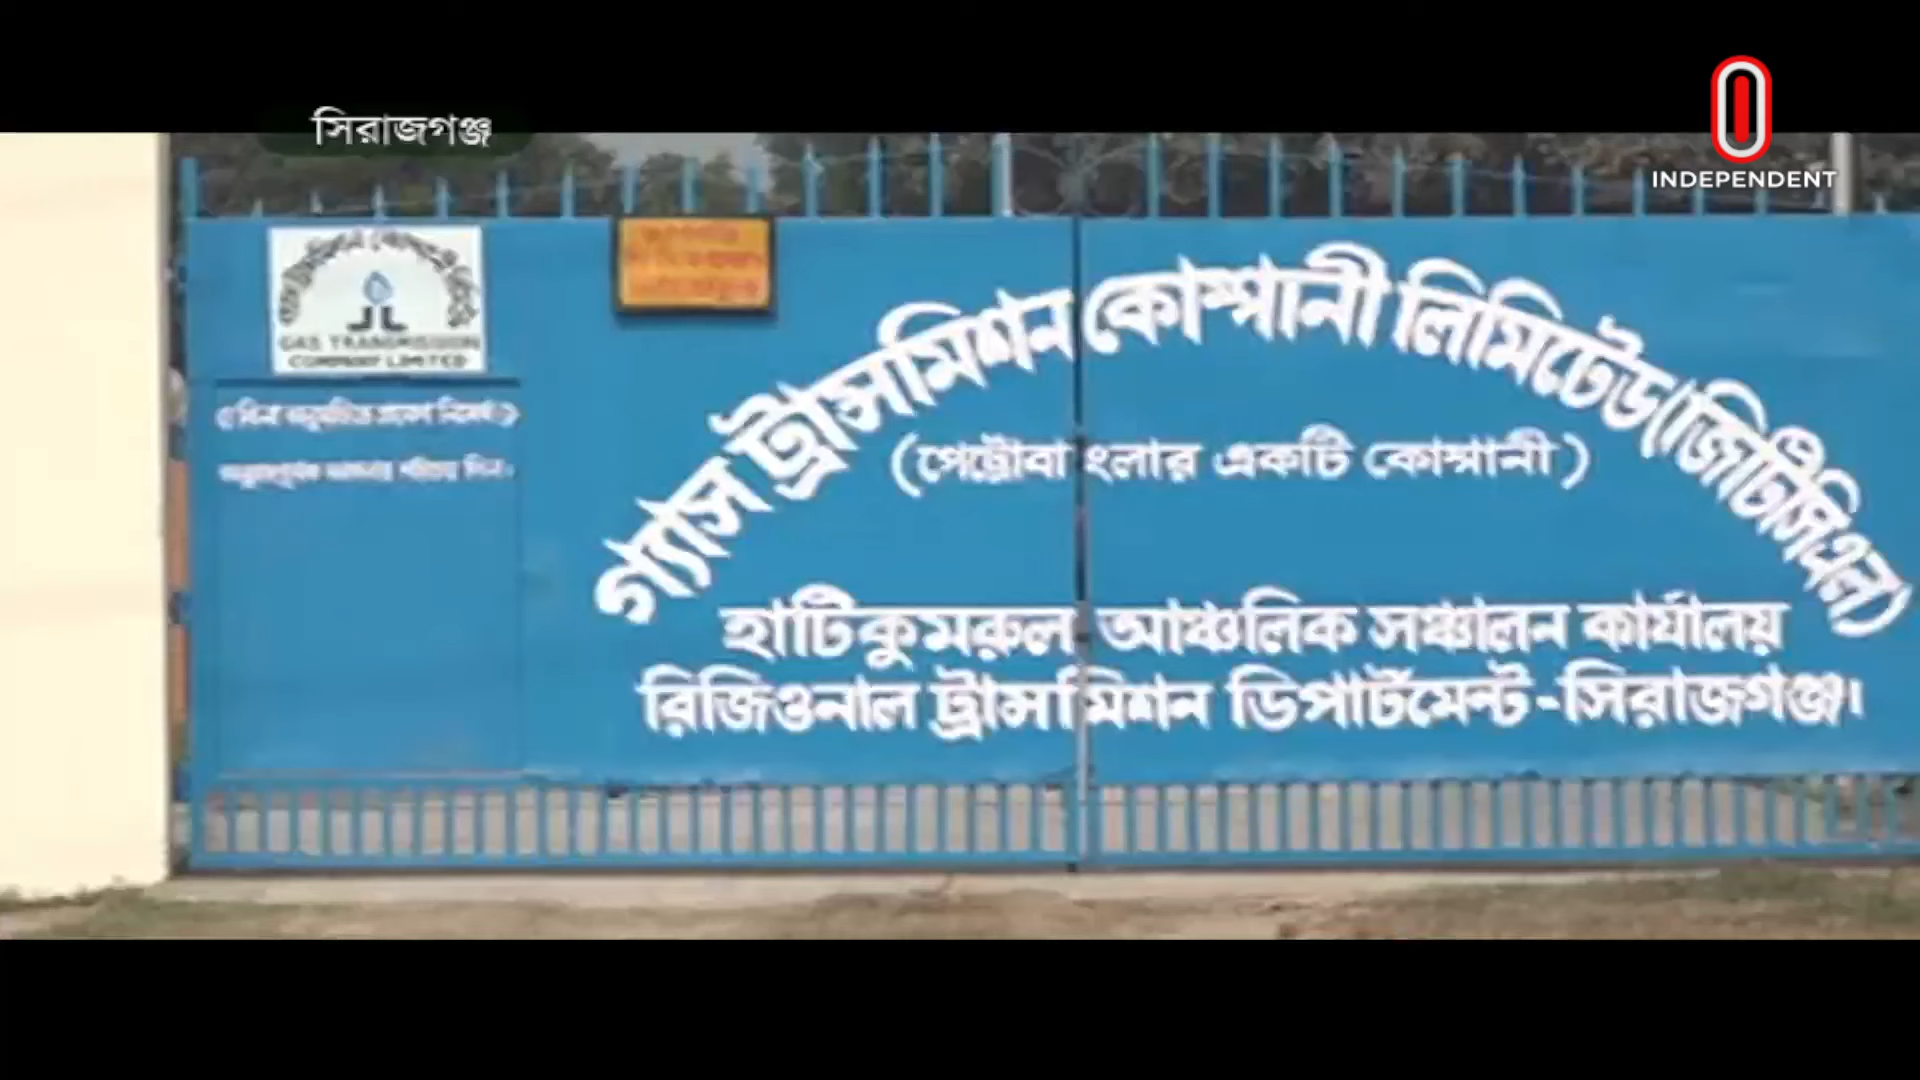 সিরাজগঞ্জ
INDEPENDENT
GAS TRANSMISSION
COMPANY LIMITED
গ্যাস ট্রান্সমিশন কোম্পানী লিমিটেড (জিটিসিএল)
(পেট্রোবাংলার একটি কোম্পানী)
হাটিকুমরুল আঞ্চলিক সঞ্চালন কার্যালয়
রিজিওনাল ট্রান্সমিশন ডিপার্টমেন্ট-সিরাজগঞ্জ।